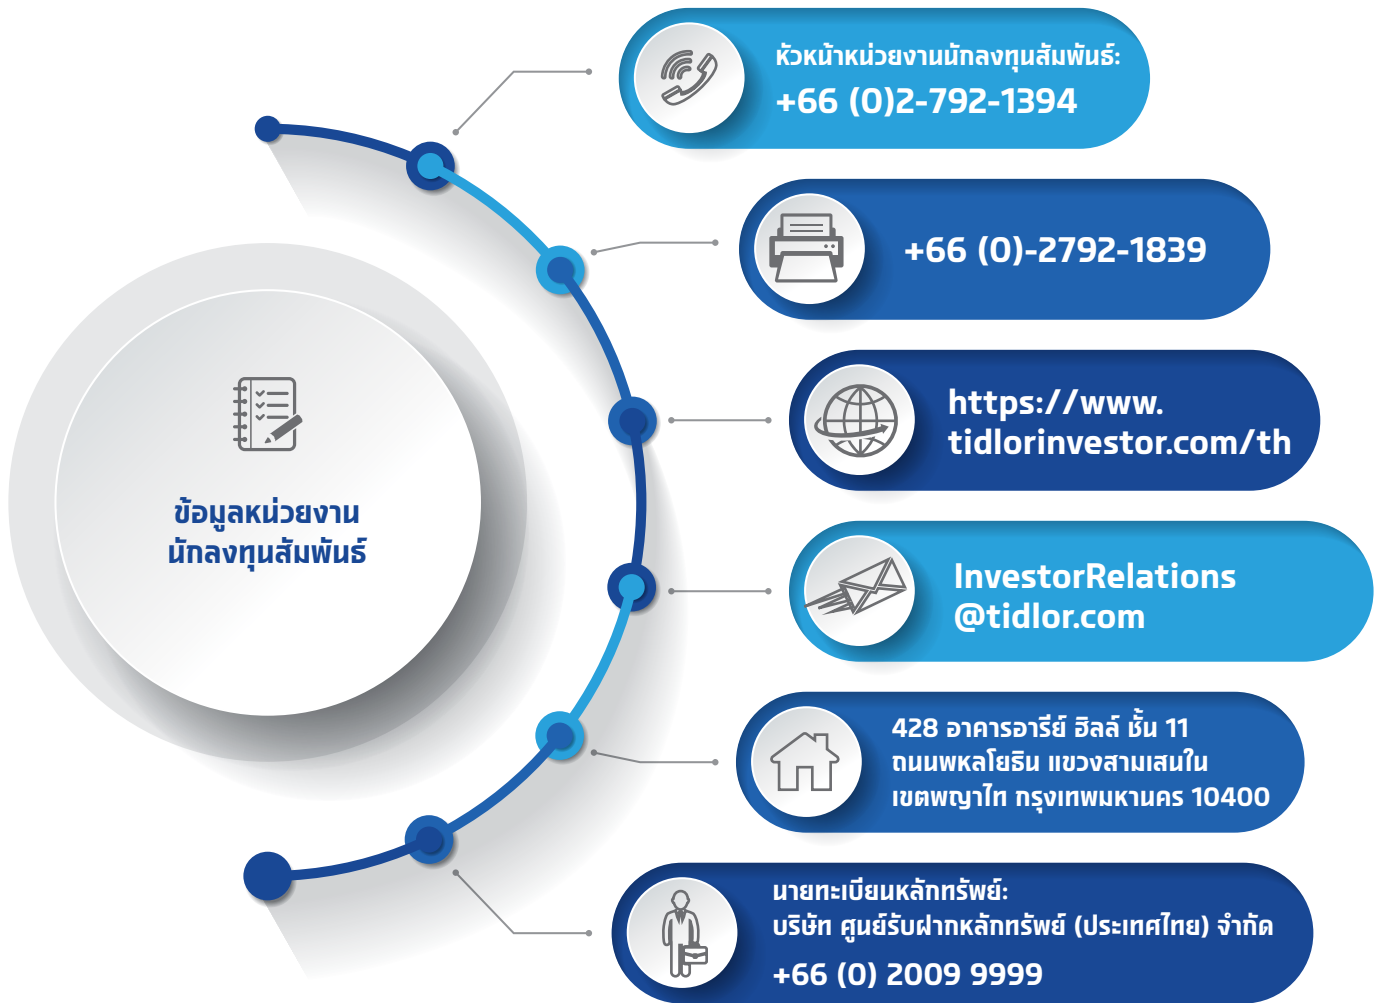 หัวหน้าหน่วยงานนักลงทุนสัมพันธ์:
+66 (0)2-792-1394
+66 (0)-2792-1839
https://www.
tidlorinvestor.com/th
ข้อมูลหน่วยงาน
นักลงทุนสัมพันธ์
InvestorRelations
@tidlor.com
428 อาคารอารีย์ ฮิลล์ ชั้น 11
ถนนพหลโยธิน แขวงสามเสนใน
เขตพญาไท กรุงเทพมหานคร 10400
นายทะเบียนหลักทรัพย์:
บริษัท ศูนย์รับฝากหลักทรัพย์ (ประเทศไทย) จำกัด
+66 (0) 2009 9999